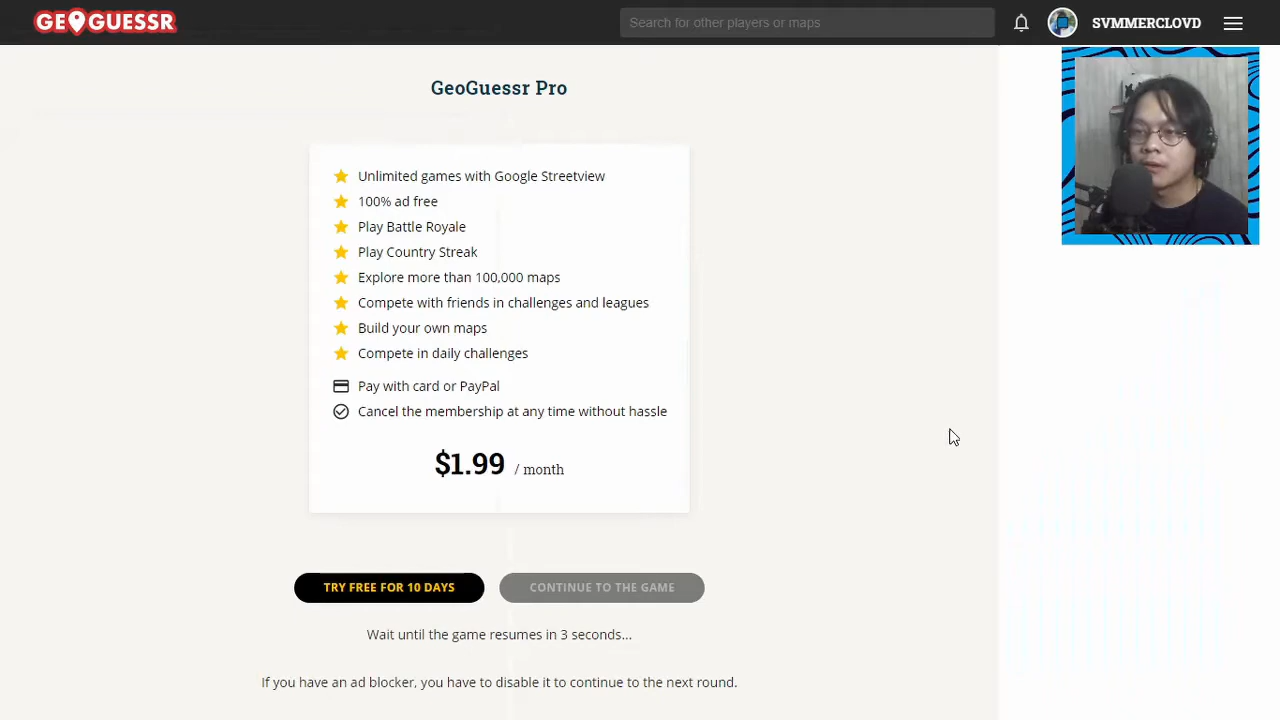 GEOGUESSR
Search for other players or maps
SVMMERCLOVD
GeoGuessr Pro
Unlimited games with Google Streetview
100% ad free
Play Battle Royale
Play Country Streak
Explore more than 100,000 maps
Compete with friends in challenges and leagues
Build your own maps
Compete in daily challenges
Pay with card or PayPal
Cancel the membership at any time without hassle
$1.99 / month
TRY FREE FOR 10 DAYS
CONTINUE TO THE GAME
Wait until the game resumes in 3 seconds...
If you have an ad blocker, you have to disable it to continue to the next round.